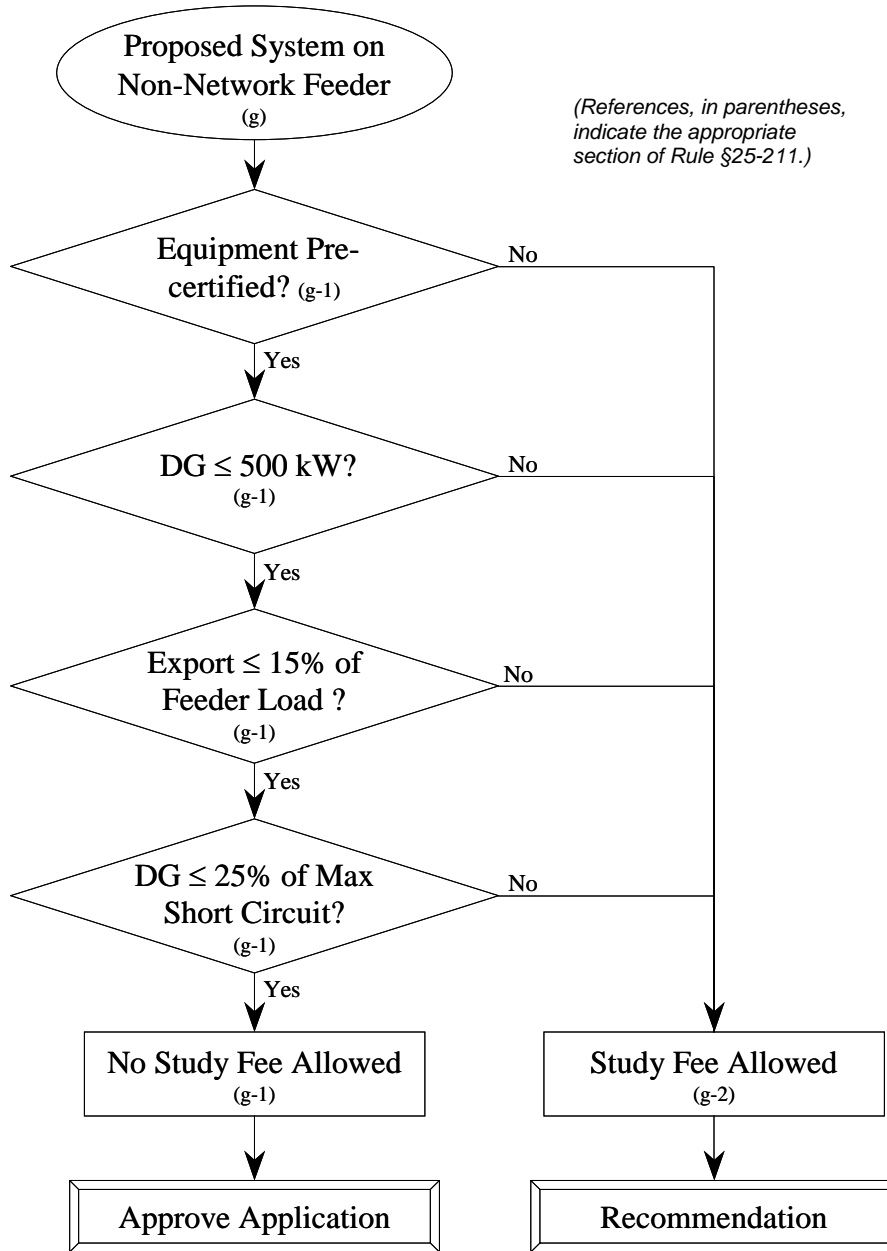 Proposed System on
Non-Network Feeder
(g)
(References, in parentheses,
indicate the appropriate
section of Rule §25-211.)
Equipment Pre-
certified? (g-1)
No
Yes
DG ≤ 500 kW?
(g-1)
No
Yes
Export ≤ 15% of
Feeder Load ?
(g-1)
No
Yes
DG ≤ 25% of Max
Short Circuit?
(g-1)
No
Yes
No Study Fee Allowed
(g-1)
Study Fee Allowed
(g-2)
Approve Application
Recommendation